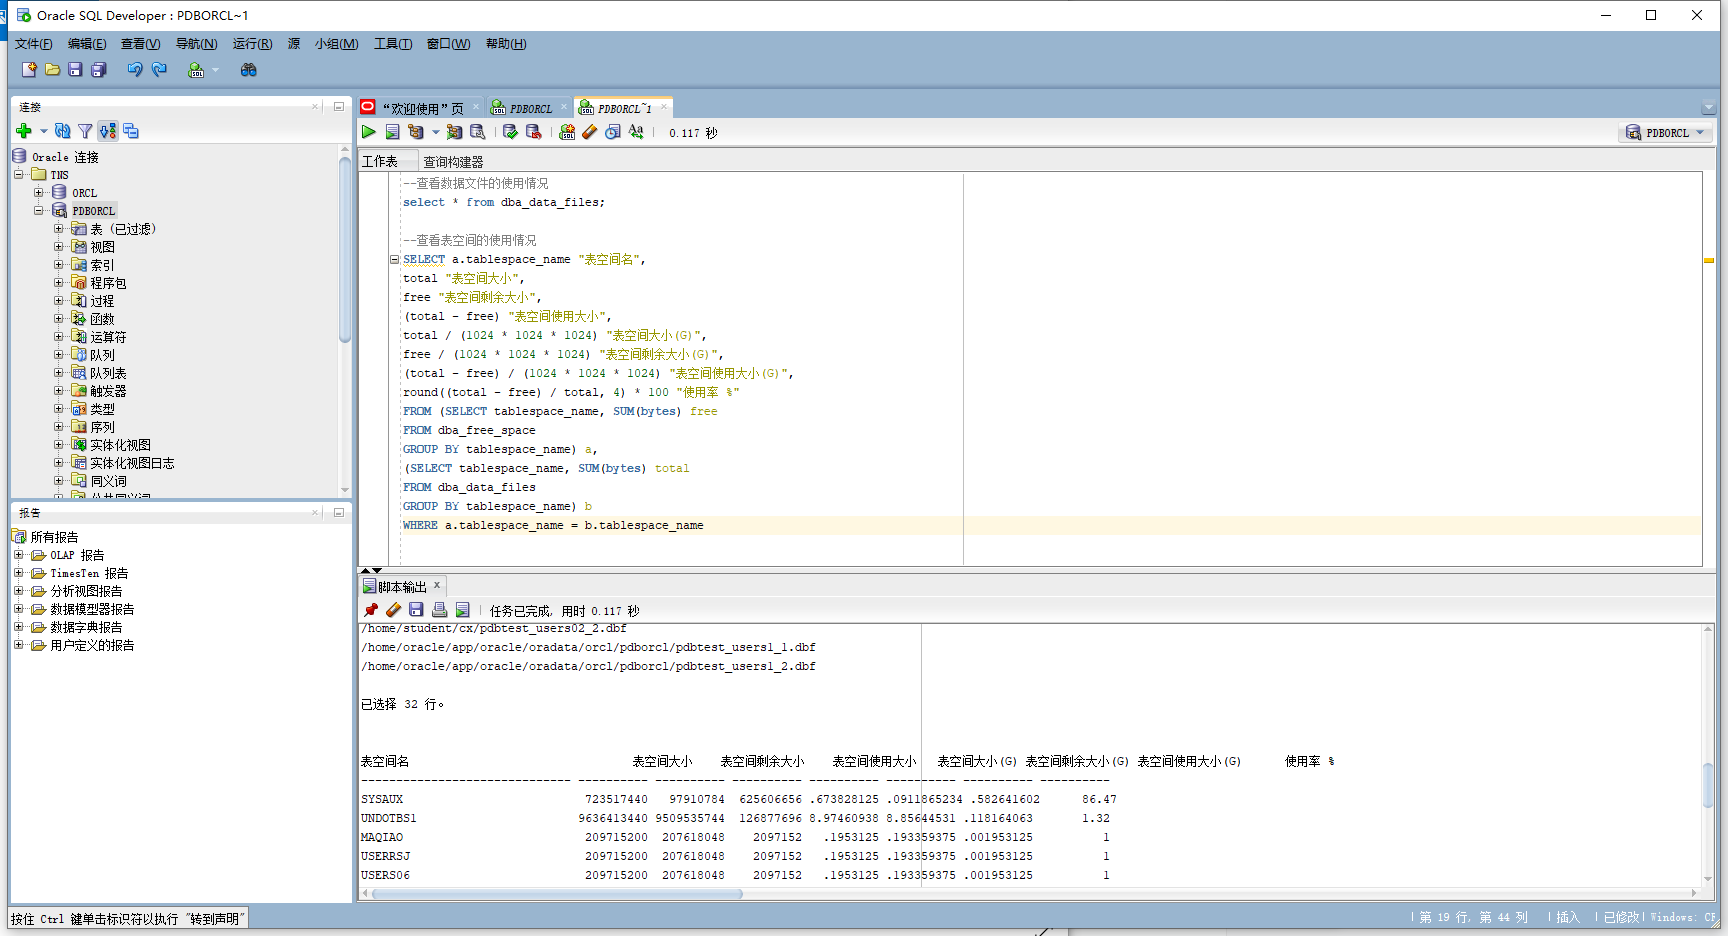 Oracle SQL Developer : PDBORCL~1
文件(F) 编辑(E) 查看(V) 导航(N) 运行(R) 源 小组(M) 工具(T) 窗口(W) 帮助(H)
连接
Oracle 连接
TNS
ORCL
PDBORCL
表 (已过滤)
视图
索引
程序包
过程
函数
运算符
队列
队列表
触发器
类型
序列
实体化视图
实体化视图日志
同义词
公共同义词
报告
所有报告
OLAP 报告
TimesTen 报告
分析视图报告
数据模型器报告
数据字典报告
用户定义的报告
“欢迎使用”页 PDBORCL PDBORCL~1
0.117 秒
PDBORCL
工作表 查询构建器
--查看数据文件的使用情况
select * from dba_data_files;
--查看表空间的使用情况
SELECT a.tablespace_name "表空间名",
total "表空间大小",
free "表空间剩余大小",
(total - free) "表空间使用大小",
total / (1024 * 1024 * 1024) "表空间大小(G)",
free / (1024 * 1024 * 1024) "表空间剩余大小(G)",
(total - free) / (1024 * 1024 * 1024) "表空间使用大小(G)",
round((total - free) / total, 4) * 100 "使用率 %"
FROM (SELECT tablespace_name, SUM(bytes) free
FROM dba_free_space
GROUP BY tablespace_name) a,
(SELECT tablespace_name, SUM(bytes) total
FROM dba_data_files
GROUP BY tablespace_name) b
WHERE a.tablespace_name = b.tablespace_name
脚本输出
任务已完成, 用时 0.117 秒
/home/student/cx/pdbtest_users02_2.dbf
/home/oracle/app/oracle/oradata/orcl/pdborcl/pdbtest_users1_1.dbf
/home/oracle/app/oracle/oradata/orcl/pdborcl/pdbtest_users1_2.dbf
已选择 32 行。
表空间名 表空间大小 表空间剩余大小 表空间使用大小 表空间大小(G) 表空间剩余大小(G) 表空间使用大小(G) 使用率 %
------------------------------ ---------- ---------- ---------- ---------- ---------- ---------- ----------
SYSAUX 723517440 97910784 625606656 .673828125 .0911865234 .582641602 86.47
UNDOTBS1 9636413440 9509535744 126877696 8.97460938 8.85644531 .118164063 1.32
MAQIAO 209715200 207618048 2097152 .1953125 .193359375 .001953125 1
USERRSJ 209715200 207618048 2097152 .1953125 .193359375 .001953125 1
USERS06 209715200 207618048 2097152 .1953125 .193359375 .001953125 1
按住 Ctrl 键单击标识符以执行 "转到声明"
第 19 行, 第 44 列 插入 已修改 Windows: CF